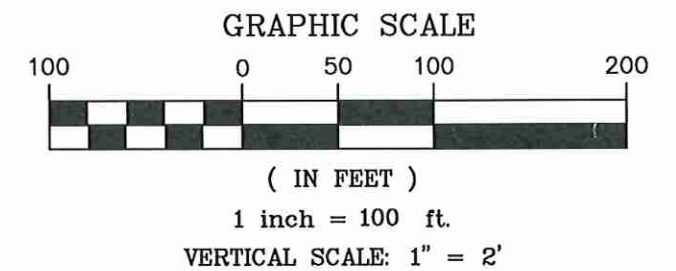 GRAPHIC SCALE
100 0 50 100 200
( IN FEET )
1 inch = 100 ft.
VERTICAL SCALE: 1" = 2'